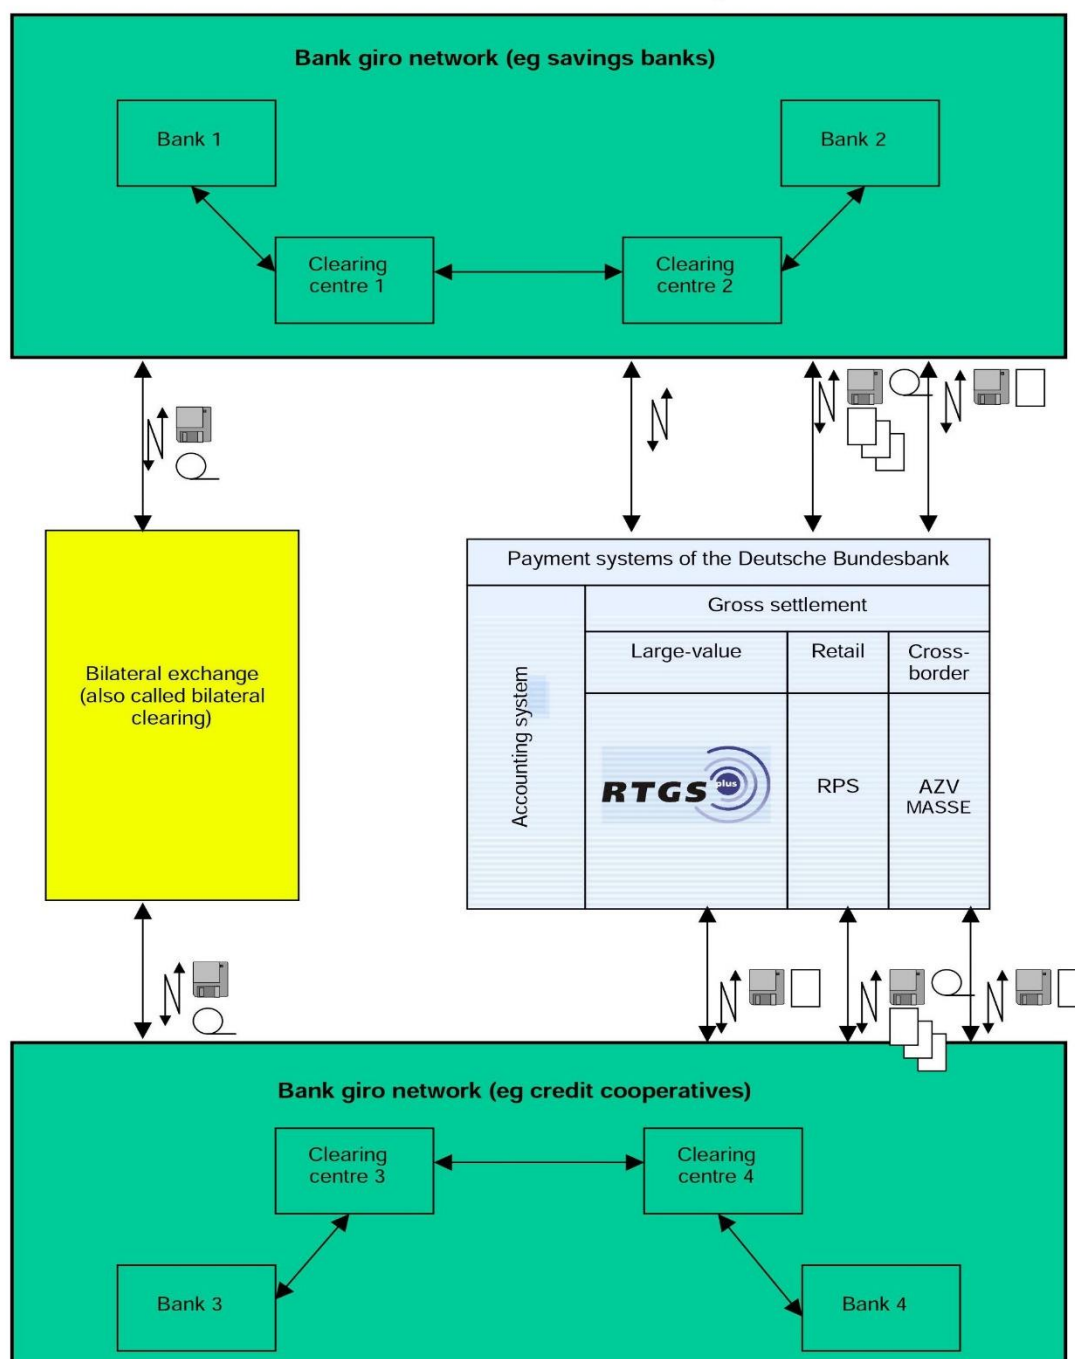 Bank giro network (eg savings banks)
Bank 1
Bank 2
Clearing
centre 1
Clearing
centre 2
Bilateral exchange
(also called bilateral
clearing)
Payment systems of the Deutsche Bundesbank
Accounting system
Gross settlement
Large-value
Retail
Cross-
border
RTGS plus
RPS
AZV
MASSE
Bank giro network (eg credit cooperatives)
Clearing
centre 3
Clearing
centre 4
Bank 3
Bank 4